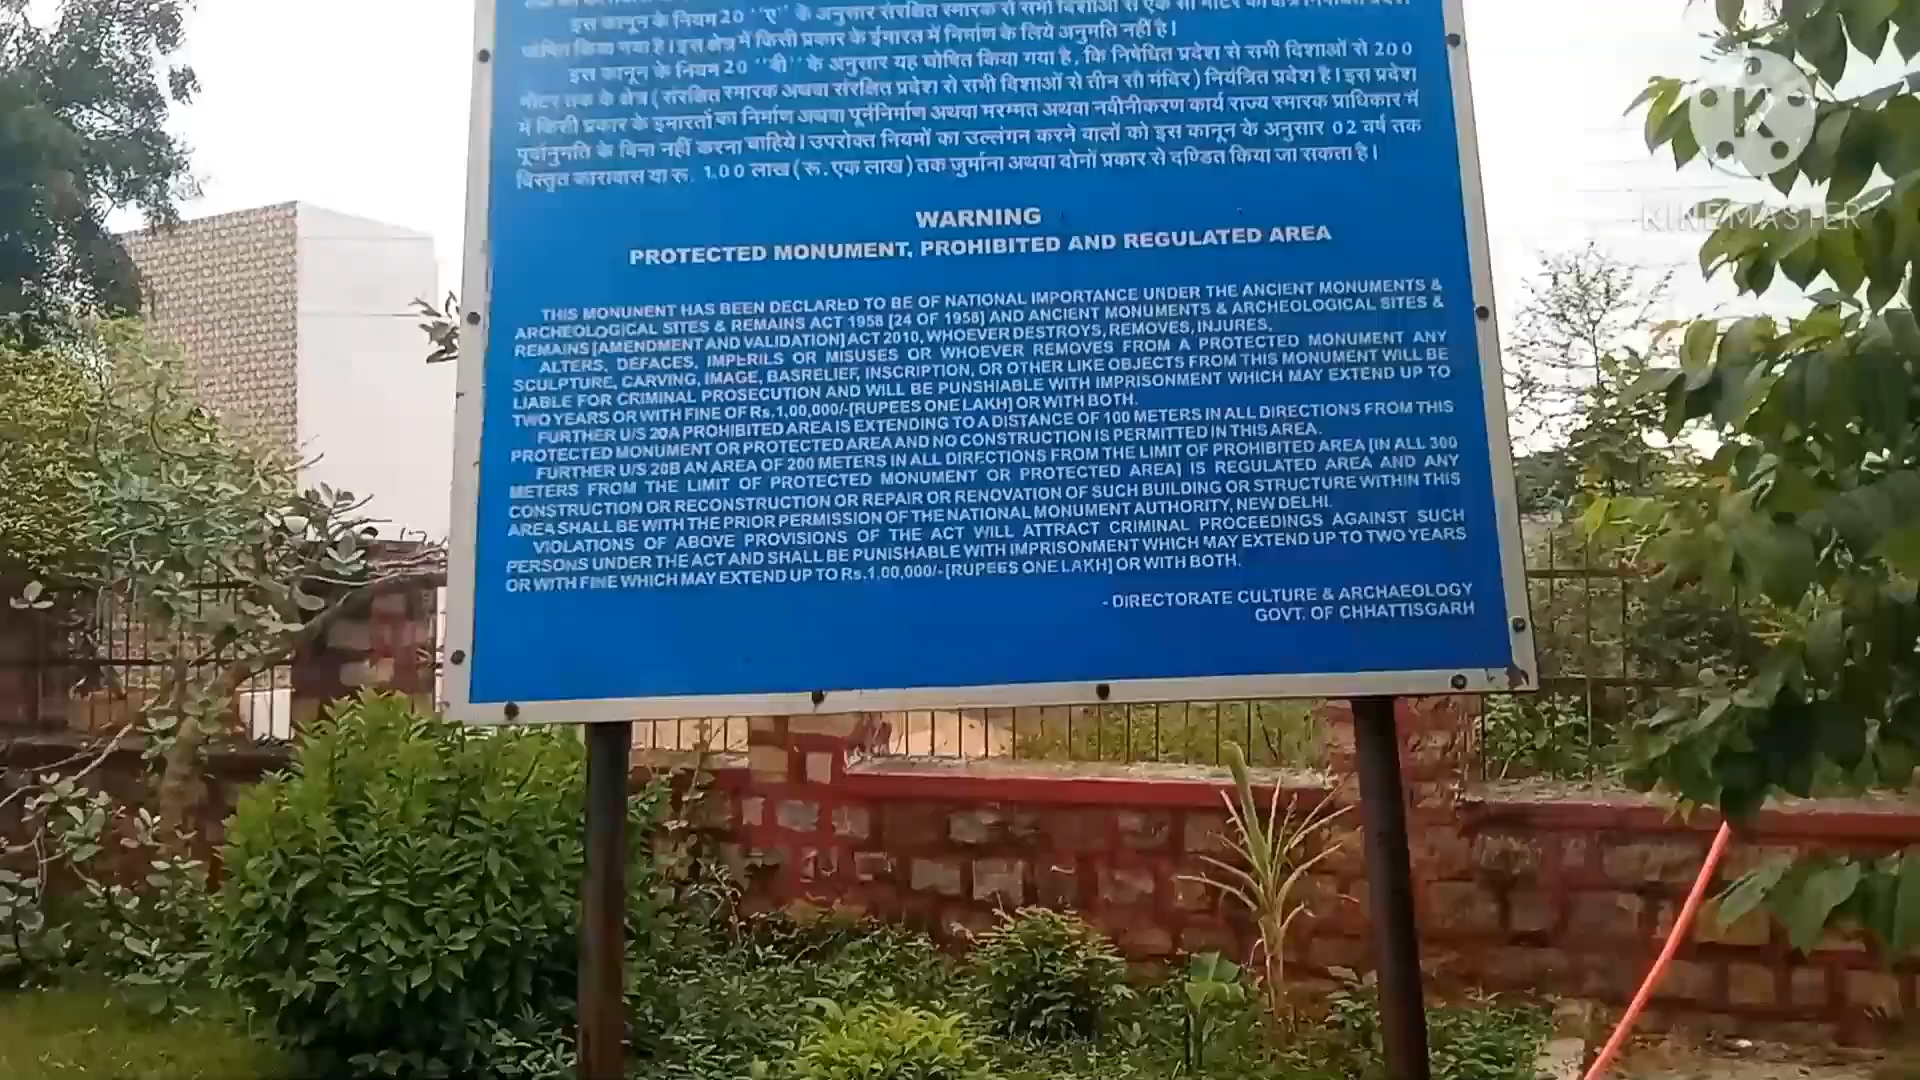 इस कानून के नियम 20 ''ए'' के अनुसार संरक्षित स्मारक से सभी दिशाओं से एक सौ मीटर का क्षेत्र निषेधित प्रदेश
घोषित किया गया है। इस क्षेत्र में किसी प्रकार के ईमारत में निर्माण के लिये अनुमति नहीं है।
इस कानून के नियम 20 ''बी'' के अनुसार यह घोषित किया गया है, कि निषेधित प्रदेश से सभी दिशाओं से 200
मीटर तक के क्षेत्र (संरक्षित स्मारक अथवा संरक्षित प्रदेश से सभी दिशाओं से तीन सौ मंदिर) नियंत्रित प्रदेश है। इस प्रदेश
में किसी प्रकार के इमारतों का निर्माण अथवा पूर्ननिर्माण अथवा मरम्मत अथवा नवीनीकरण कार्य राज्य स्मारक प्राधिकार में
पूर्वानुमति के बिना नहीं करना चाहिये। उपरोक्त नियमों का उल्लंगन करने वालों को इस कानून के अनुसार 02 वर्ष तक
विस्तृत कारावास या रू. 1.00 लाख (रू. एक लाख) तक जुर्माना अथवा दोनों प्रकार से दण्डित किया जा सकता है।
WARNING
PROTECTED MONUMENT, PROHIBITED AND REGULATED AREA
THIS MONUNENT HAS BEEN DECLARED TO BE OF NATIONAL IMPORTANCE UNDER THE ANCIENT MONUMENTS &
ARCHEOLOGICAL SITES & REMAINS ACT 1958 [24 OF 1958] AND ANCIENT MONUMENTS & ARCHEOLOGICAL SITES &
REMAINS [AMENDMENT AND VALIDATION] ACT 2010, WHOEVER DESTROYS, REMOVES, INJURES,
ALTERS, DEFACES, IMPERILS OR MISUSES OR WHOEVER REMOVES FROM A PROTECTED MONUMENT ANY
SCULPTURE, CARVING, IMAGE, BASRELIEF, INSCRIPTION, OR OTHER LIKE OBJECTS FROM THIS MONUMENT WILL BE
LIABLE FOR CRIMINAL PROSECUTION AND WILL BE PUNSHIABLE WITH IMPRISONMENT WHICH MAY EXTEND UP TO
TWO YEARS OR WITH FINE OF Rs.1,00,000/-[RUPEES ONE LAKH] OR WITH BOTH.
FURTHER U/S 20A PROHIBITED AREA IS EXTENDING TO A DISTANCE OF 100 METERS IN ALL DIRECTIONS FROM THIS
PROTECTED MONUMENT OR PROTECTED AREA AND NO CONSTRUCTION IS PERMITTED IN THIS AREA.
FURTHER U/S 20B AN AREA OF 200 METERS IN ALL DIRECTIONS FROM THE LIMIT OF PROHIBITED AREA [IN ALL 300
METERS FROM THE LIMIT OF PROTECTED MONUMENT OR PROTECTED AREA] IS REGULATED AREA AND ANY
CONSTRUCTION OR RECONSTRUCTION OR REPAIR OR RENOVATION OF SUCH BUILDING OR STRUCTURE WITHIN THIS
AREA SHALL BE WITH THE PRIOR PERMISSION OF THE NATIONAL MONUMENT AUTHORITY, NEW DELHI.
VIOLATIONS OF ABOVE PROVISIONS OF THE ACT WILL ATTRACT CRIMINAL PROCEEDINGS AGAINST SUCH
PERSONS UNDER THE ACT AND SHALL BE PUNISHABLE WITH IMPRISONMENT WHICH MAY EXTEND UP TO TWO YEARS
OR WITH FINE WHICH MAY EXTEND UP TO Rs.1,00,000/-[RUPEES ONE LAKH] OR WITH BOTH.
- DIRECTORATE CULTURE & ARCHAEOLOGY
GOVT. OF CHHATTISGARH
K
KINEMASTER